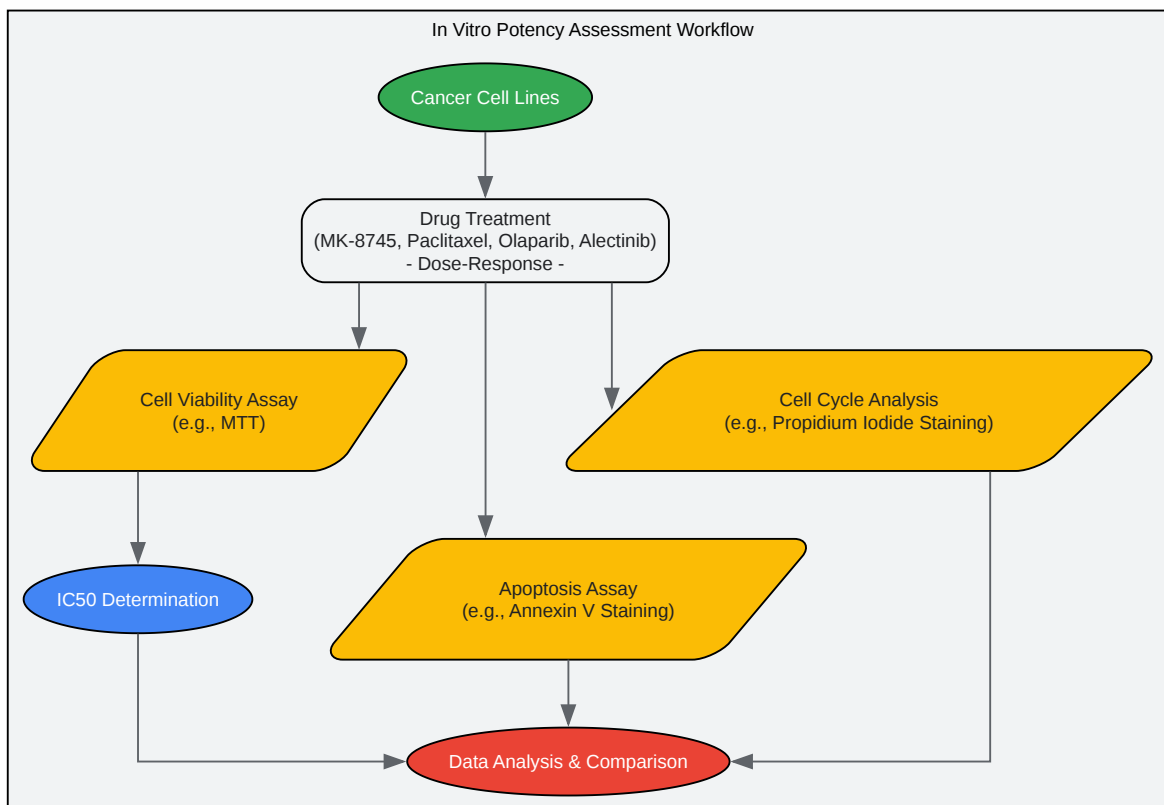 In Vitro Potency Assessment Workflow
Cancer Cell Lines
Drug Treatment
(MK-8745, Paclitaxel, Olaparib, Alectinib)
- Dose-Response -
Cell Viability Assay
(e.g., MTT)
Cell Cycle Analysis
(e.g., Propidium Iodide Staining)
IC50 Determination
Apoptosis Assay
(e.g., Annexin V Staining)
Data Analysis & Comparison